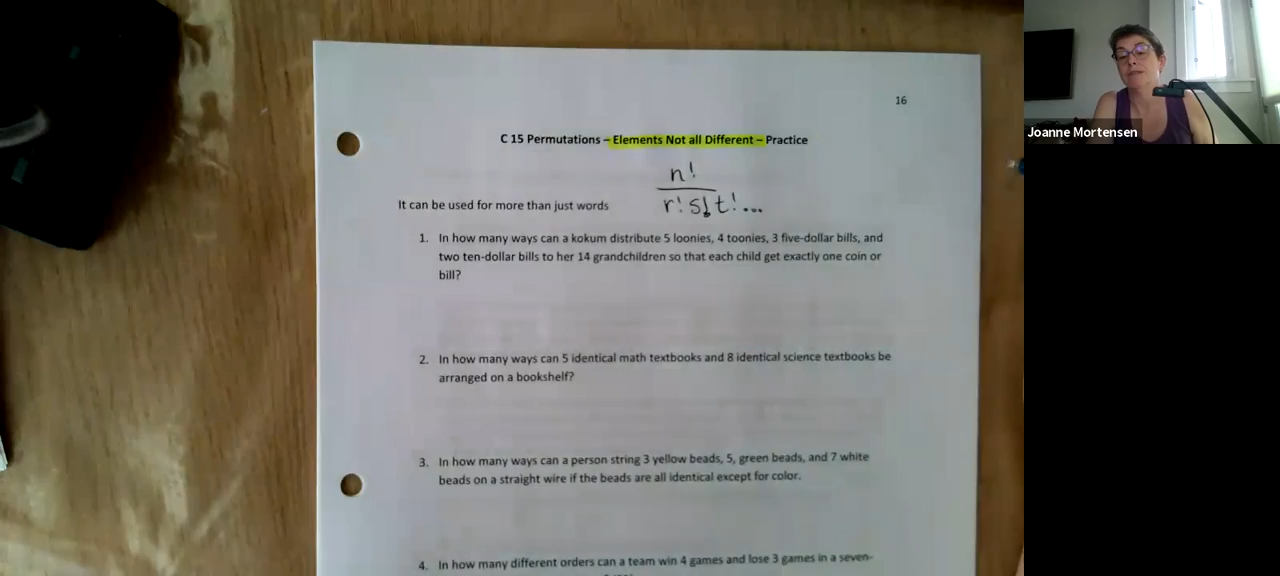 16
C 15 Permutations – Elements Not all Different – Practice
n!
It can be used for more than just words
r!s!t!...
1. In how many ways can a kokum distribute 5 loonies, 4 toonies, 3 five-dollar bills, and
two ten-dollar bills to her 14 grandchildren so that each child get exactly one coin or
bill?
2. In how many ways can 5 identical math textbooks and 8 identical science textbooks be
arranged on a bookshelf?
3. In how many ways can a person string 3 yellow beads, 5, green beads, and 7 white
beads on a straight wire if the beads are all identical except for color.
4. In how many different orders can a team win 4 games and lose 3 games in a seven-
Joanne Mortensen